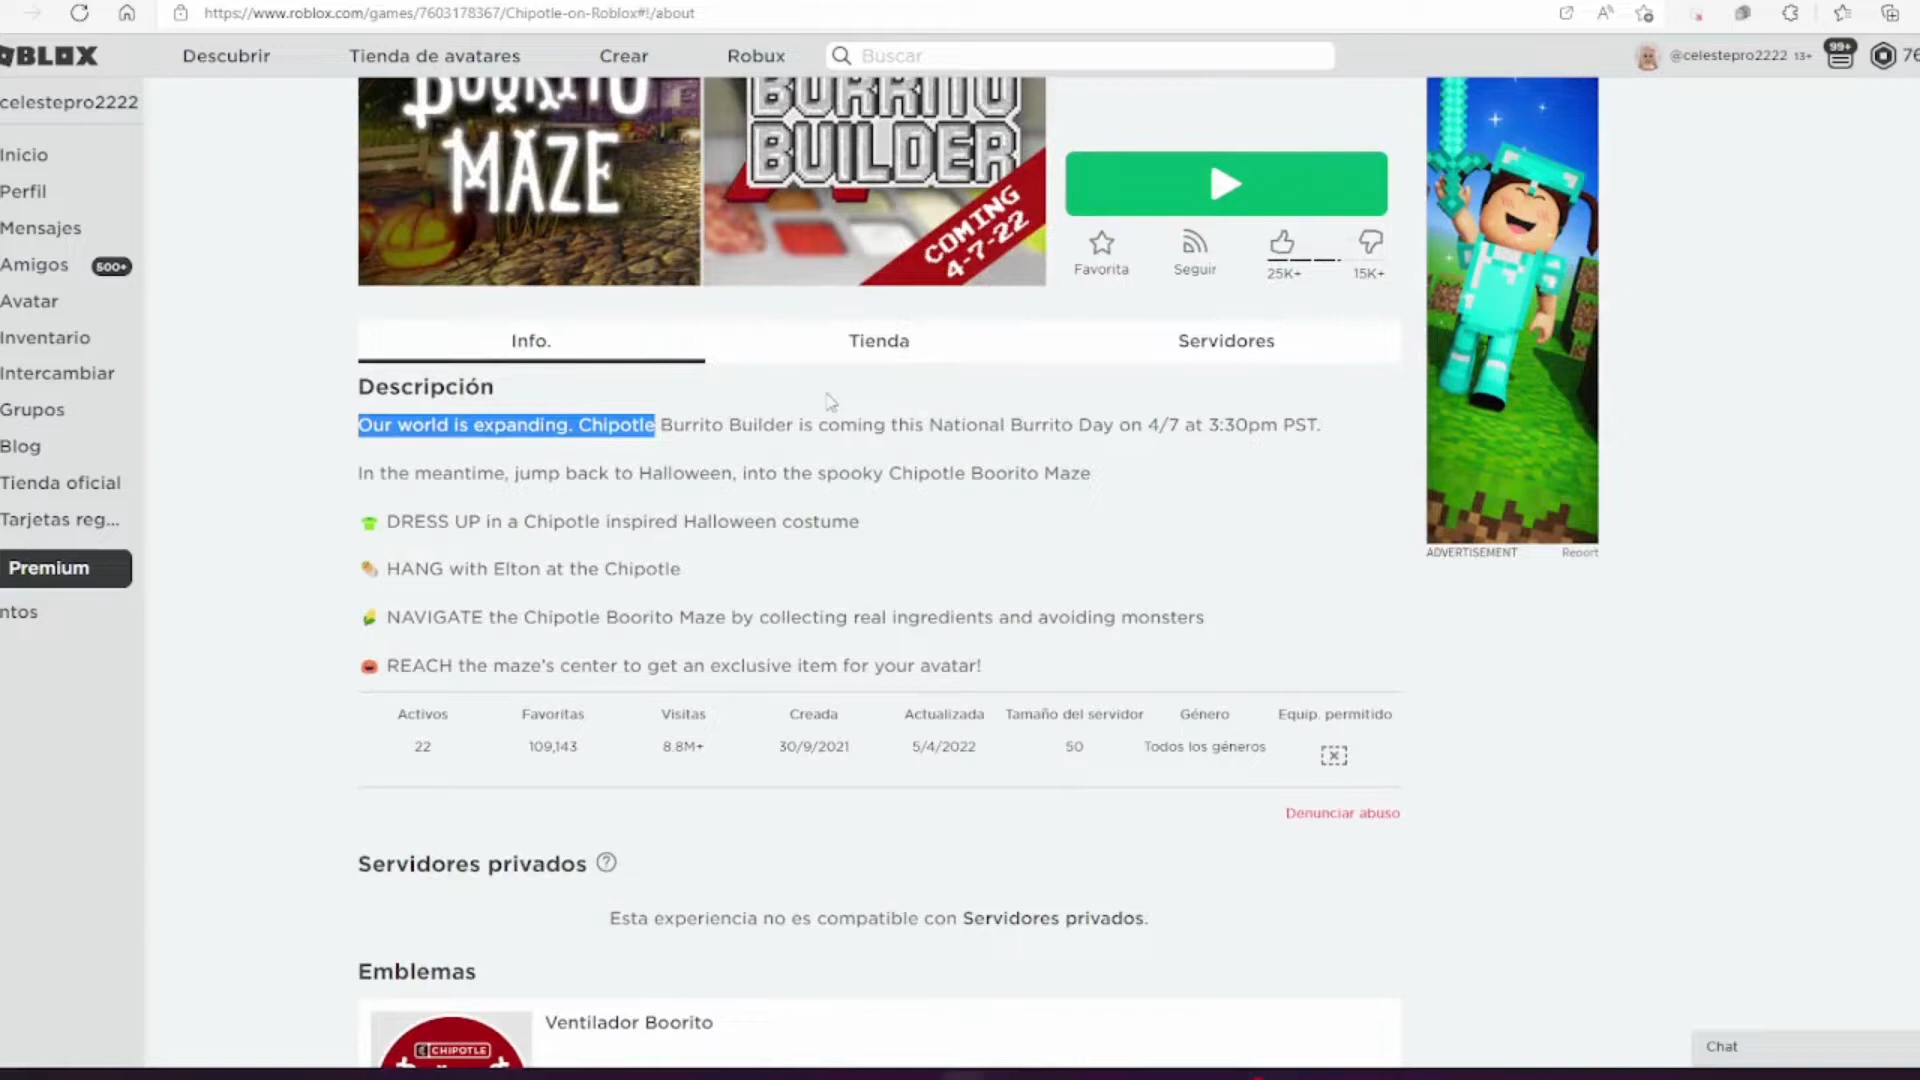 https://www.roblox.com/games/7603178367/Chipotle-on-Roblox#!/about
ROBLOX
Descubrir
Tienda de avatares
Crear
Robux
Buscar
@celestepro2222 13+
99+
76
celestepro2222
Inicio
Perfil
Mensajes
Amigos
500+
Avatar
Inventario
Intercambiar
Grupos
Blog
Tienda oficial
Tarjetas reg...
Premium
ntos
BOORITO
MAZE
BURRITO
BUILDER
COMING
4-7-22
Favorita
Seguir
25K+
15K+
ADVERTISEMENT
Report
Info.
Tienda
Servidores
Descripción
Our world is expanding. Chipotle Burrito Builder is coming this National Burrito Day on 4/7 at 3:30pm PST.
In the meantime, jump back to Halloween, into the spooky Chipotle Boorito Maze
DRESS UP in a Chipotle inspired Halloween costume
HANG with Elton at the Chipotle
NAVIGATE the Chipotle Boorito Maze by collecting real ingredients and avoiding monsters
REACH the maze's center to get an exclusive item for your avatar!
Activos Favoritas Visitas Creada Actualizada Tamaño del servidor Género Equip. permitido
22 109,143 8.8M+ 30/9/2021 5/4/2022 50 Todos los géneros
Denunciar abuso
Servidores privados
Esta experiencia no es compatible con Servidores privados.
Emblemas
Ventilador Boorito
CHIPOTLE
Chat